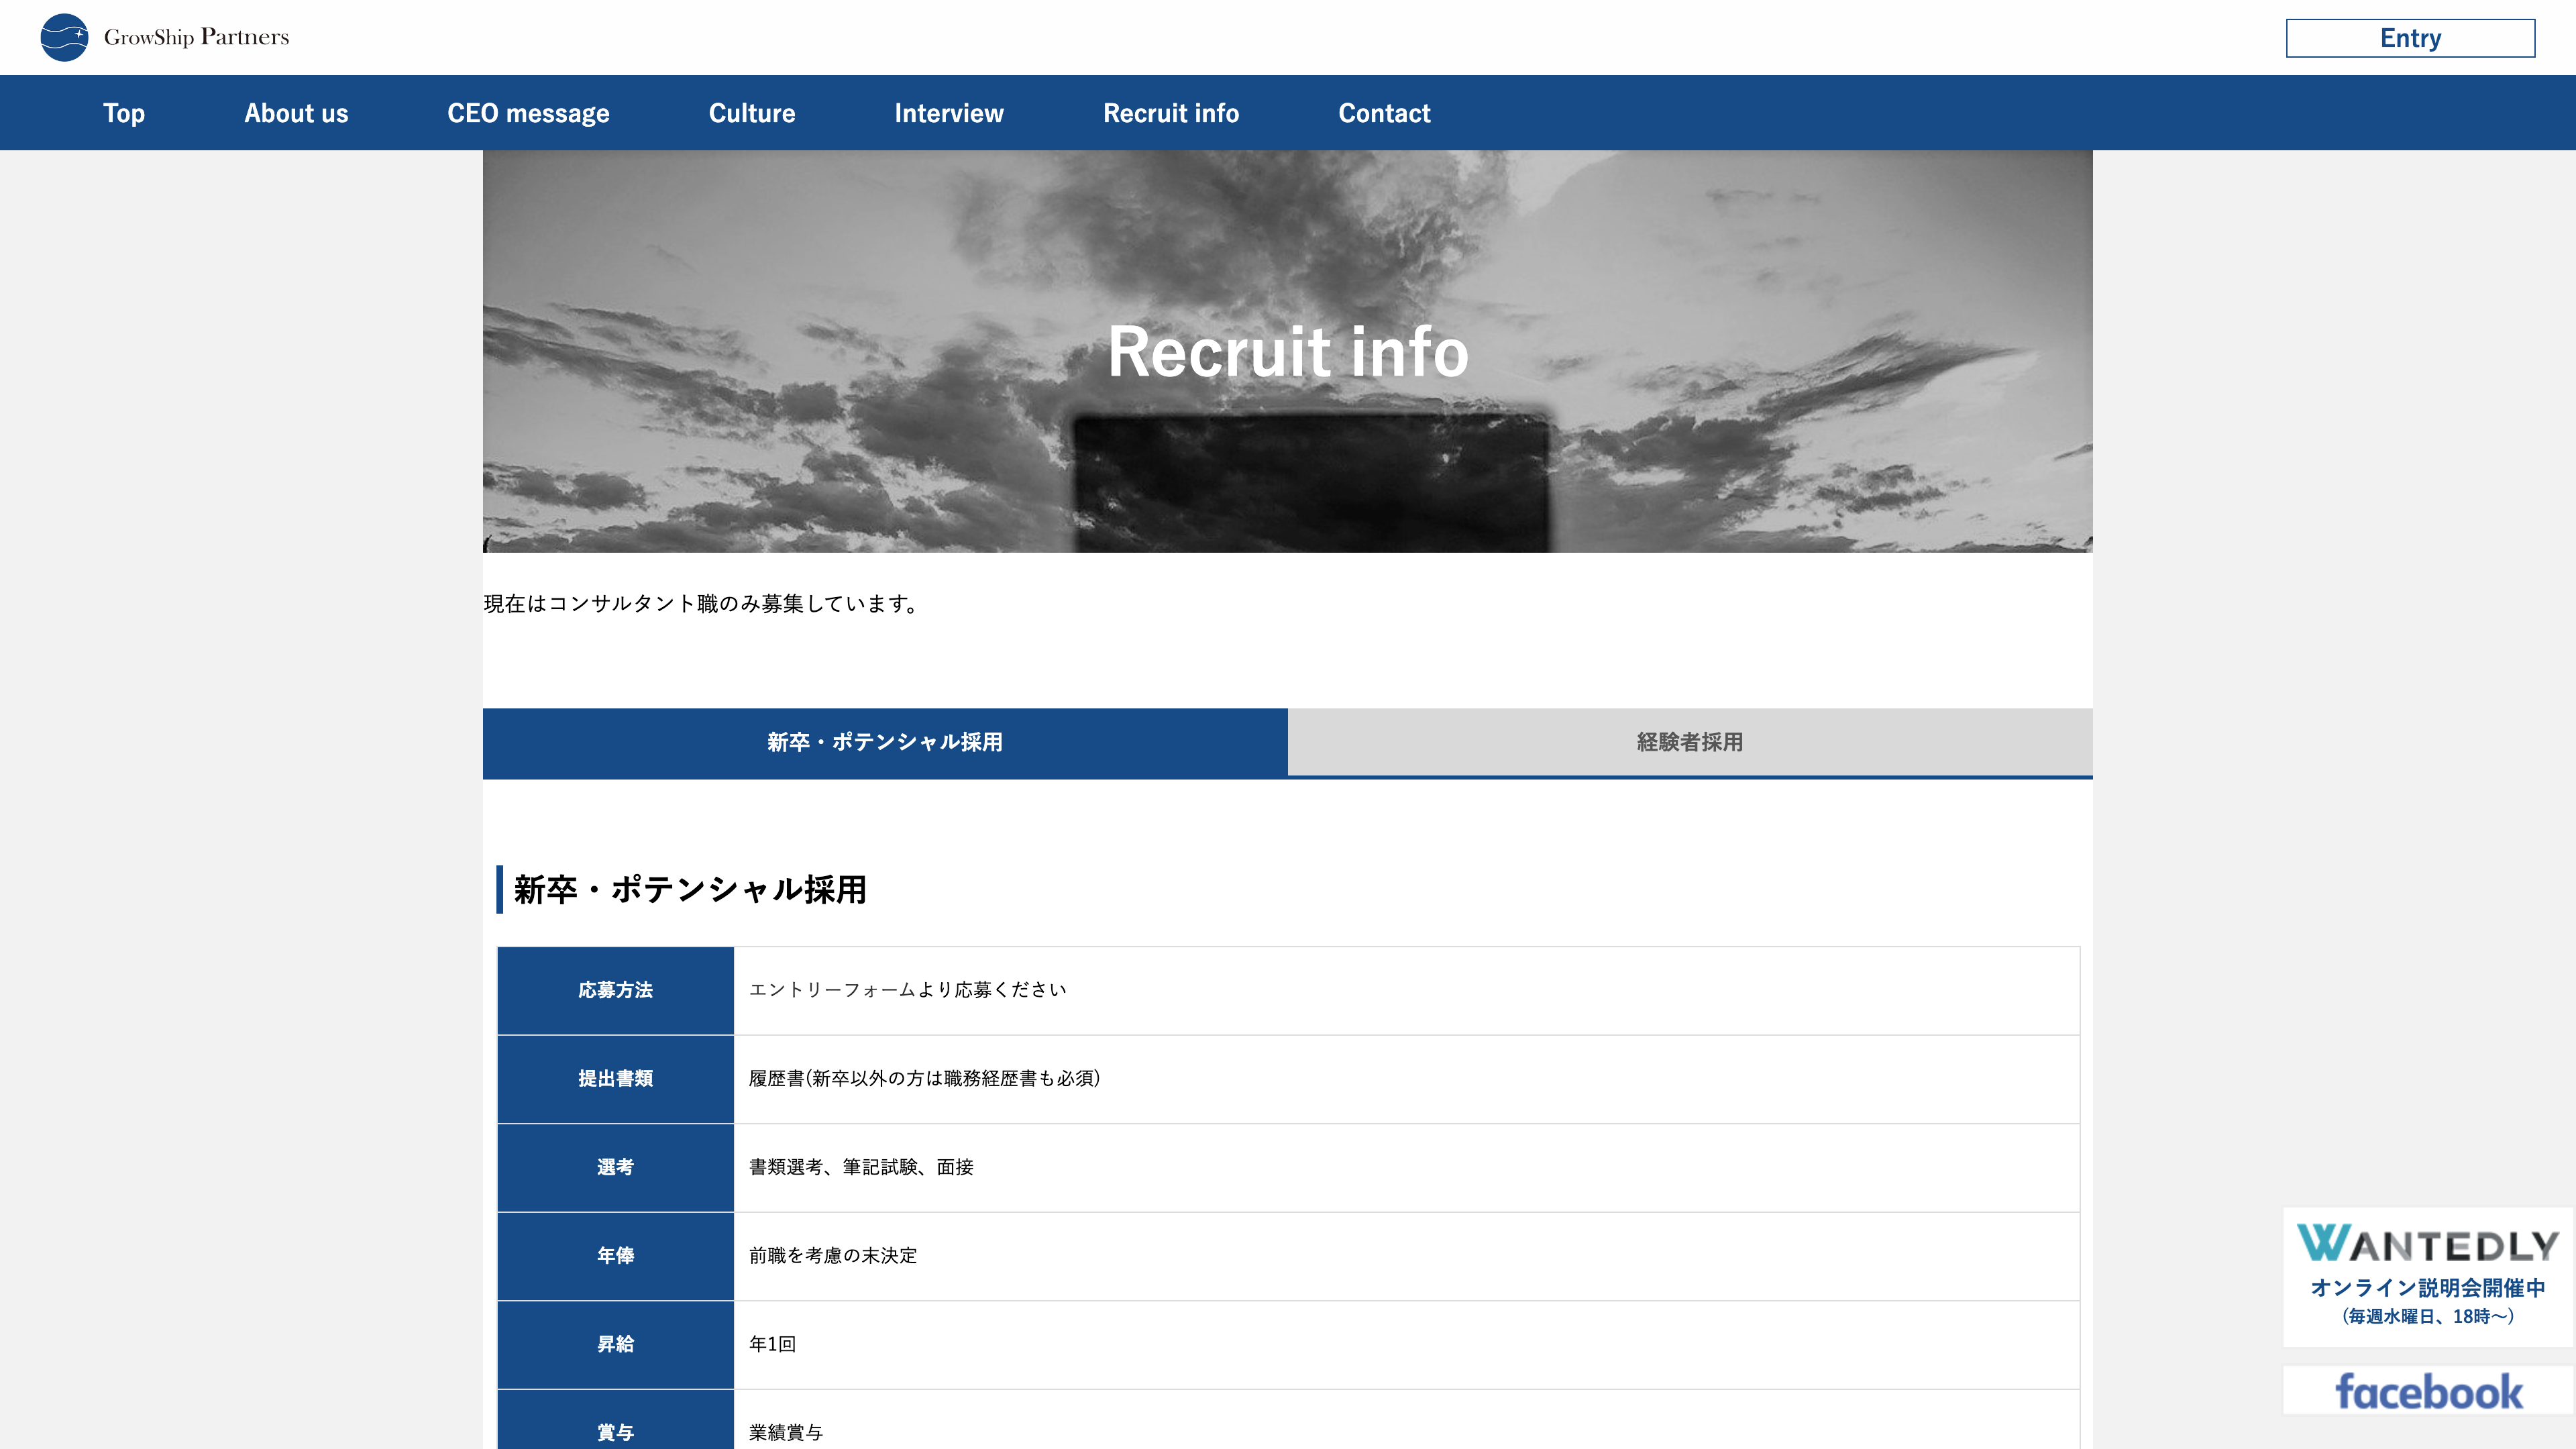 GrowShip Partners
Entry
Top About us CEO message Culture Interview Recruit info Contact
Recruit info
現在はコンサルタント職のみ募集しています。
新卒・ポテンシャル採用 経験者採用
新卒・ポテンシャル採用
応募方法 エントリーフォームより応募ください
提出書類 履歴書(新卒以外の方は職務経歴書も必須)
選考 書類選考、筆記試験、面接
年俸 前職を考慮の末決定
昇給 年1回
賞与 業績賞与
WANTEDLY
オンライン説明会開催中
(毎週水曜日、18時〜)
facebook